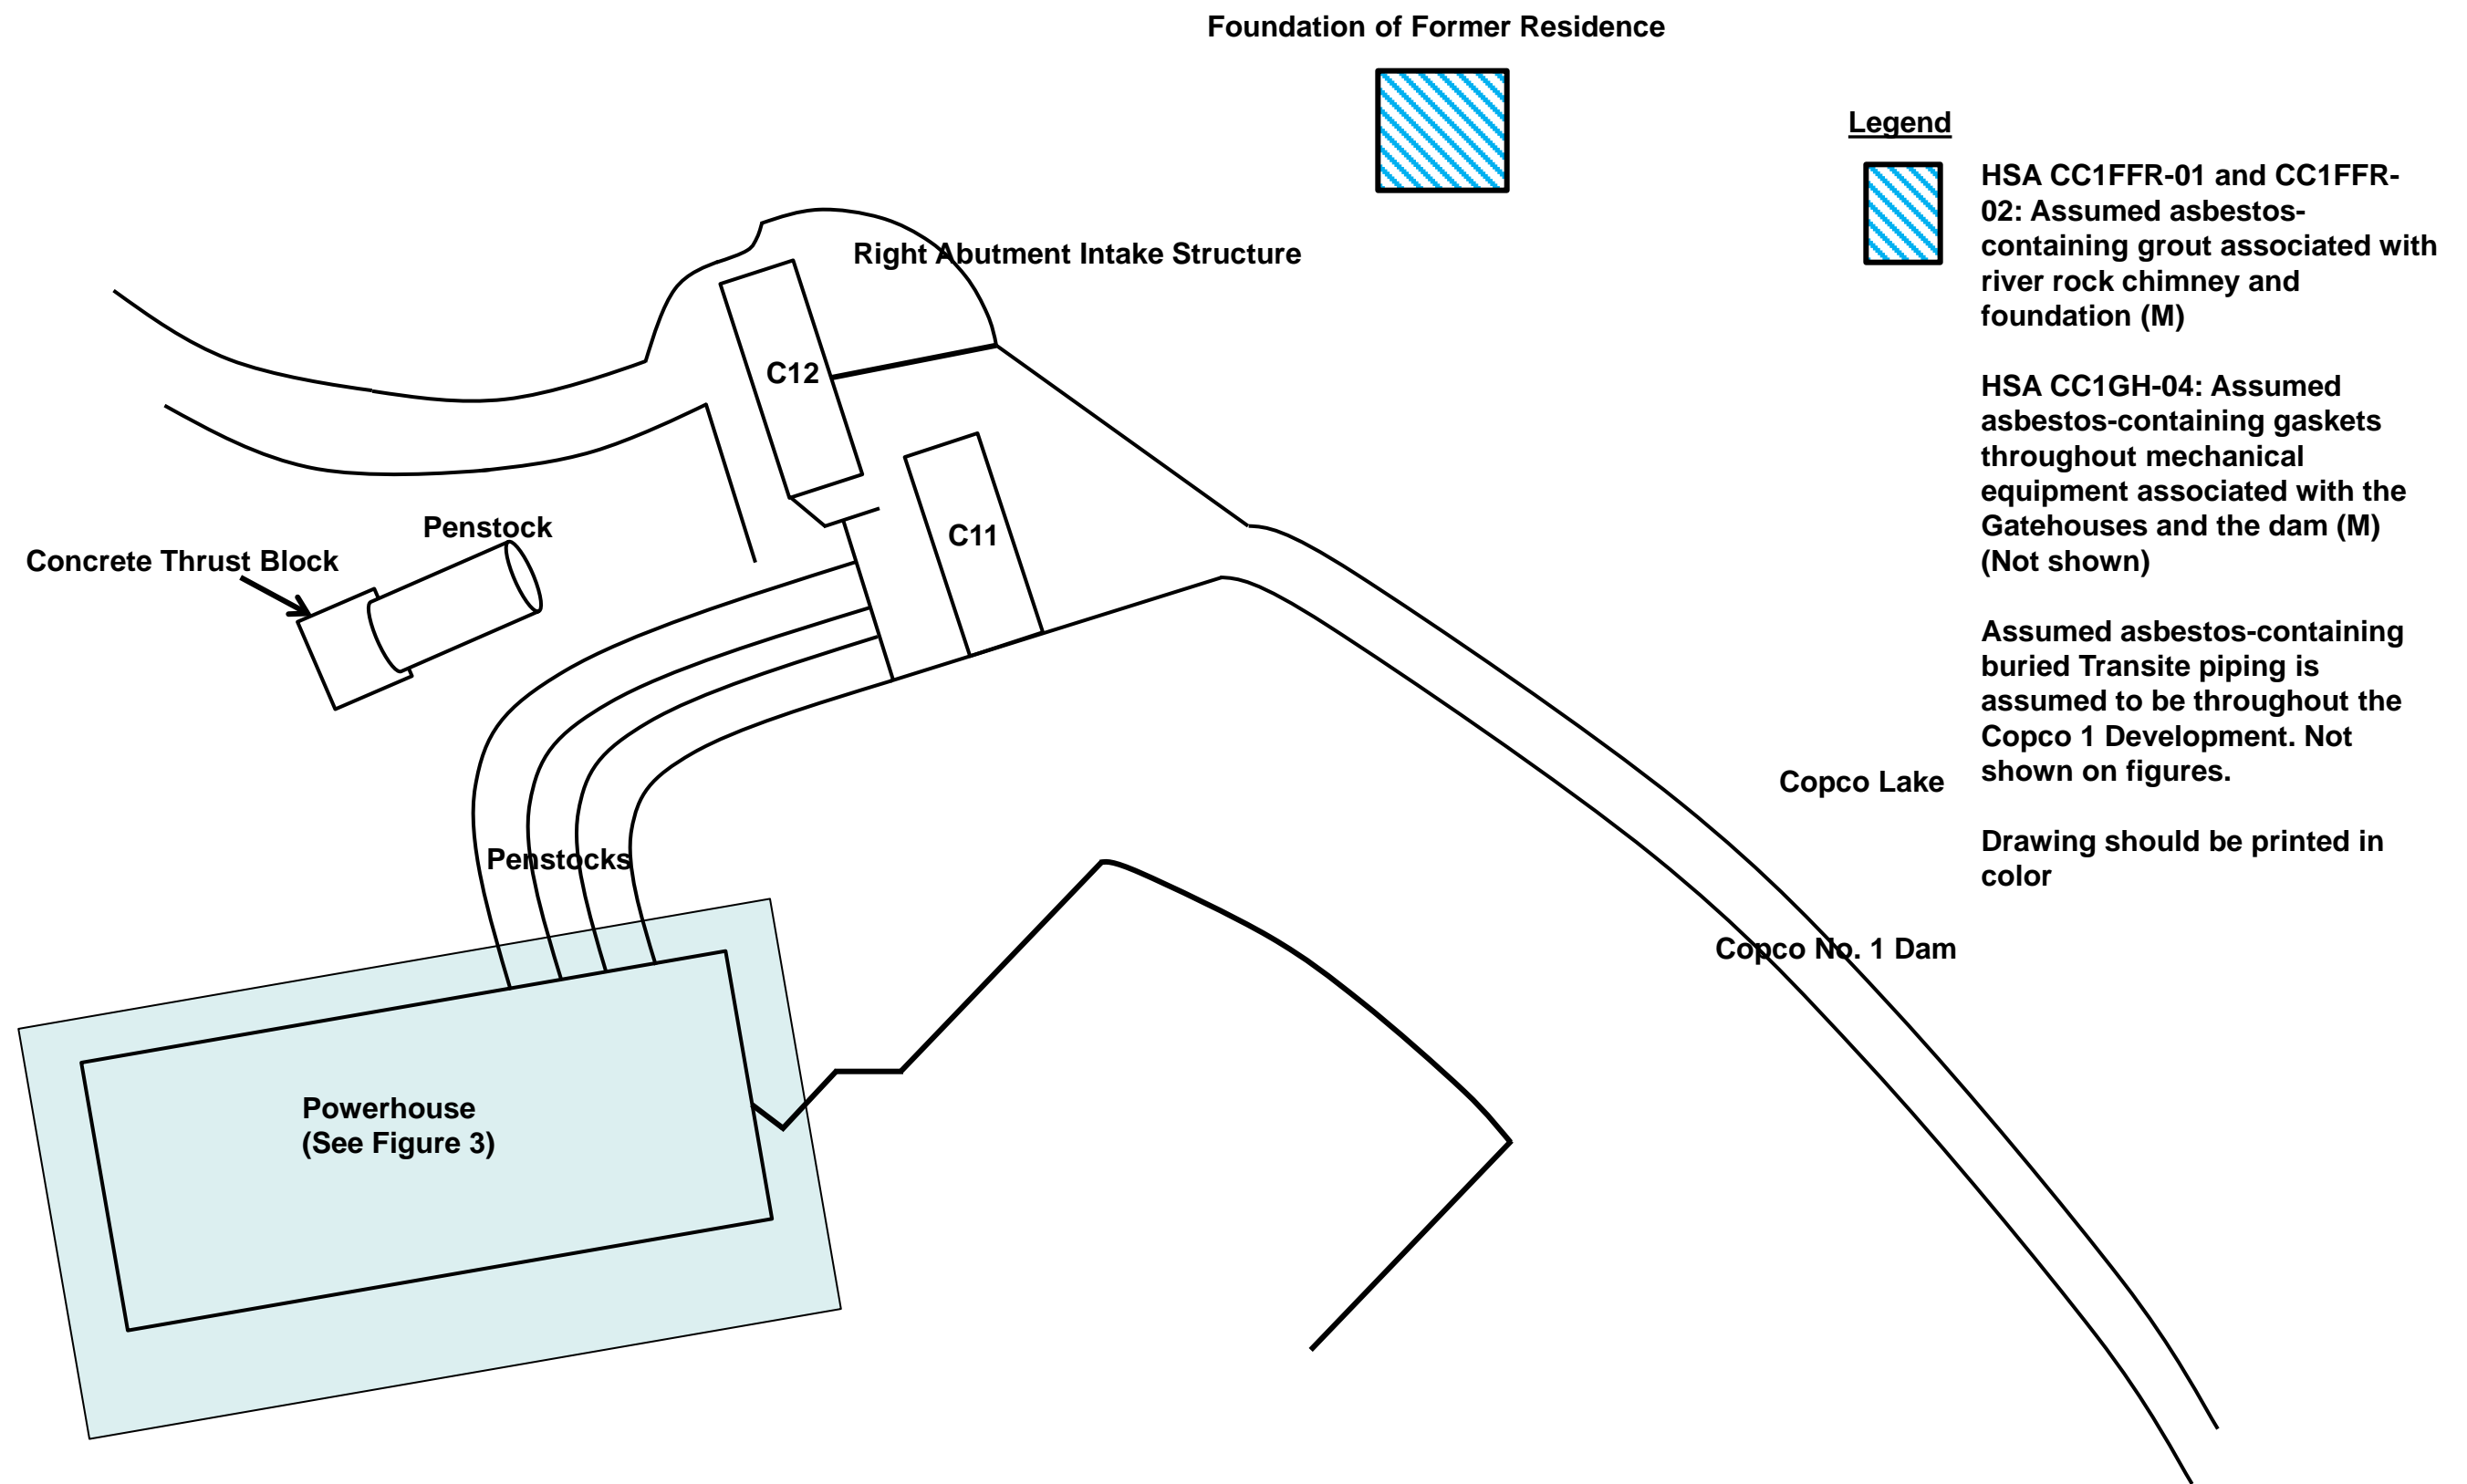 Foundation of Former Residence
Legend
HSA CC1FFR-01 and CC1FFR-
02: Assumed asbestos-
containing grout associated with
river rock chimney and
foundation (M)
HSA CC1GH-04: Assumed
asbestos-containing gaskets
throughout mechanical
equipment associated with the
Gatehouses and the dam (M)
(Not shown)
Assumed asbestos-containing
buried Transite piping is
assumed to be throughout the
Copco 1 Development. Not
shown on figures.
Drawing should be printed in
color
Right Abutment Intake Structure
C12
C11
Penstock
Concrete Thrust Block
Copco Lake
Penstocks
Copco No. 1 Dam
Powerhouse
(See Figure 3)